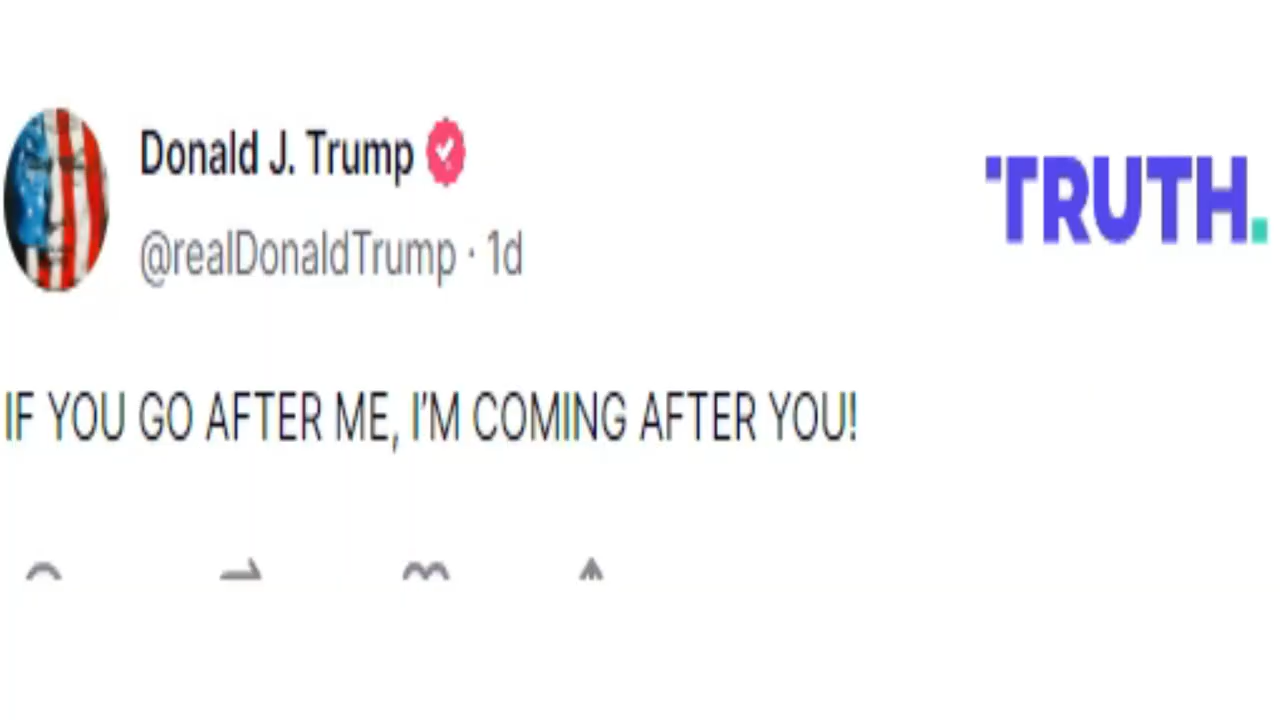 Donald J. Trump
@realDonaldTrump · 1d
TRUTH.
IF YOU GO AFTER ME, I'M COMING AFTER YOU!